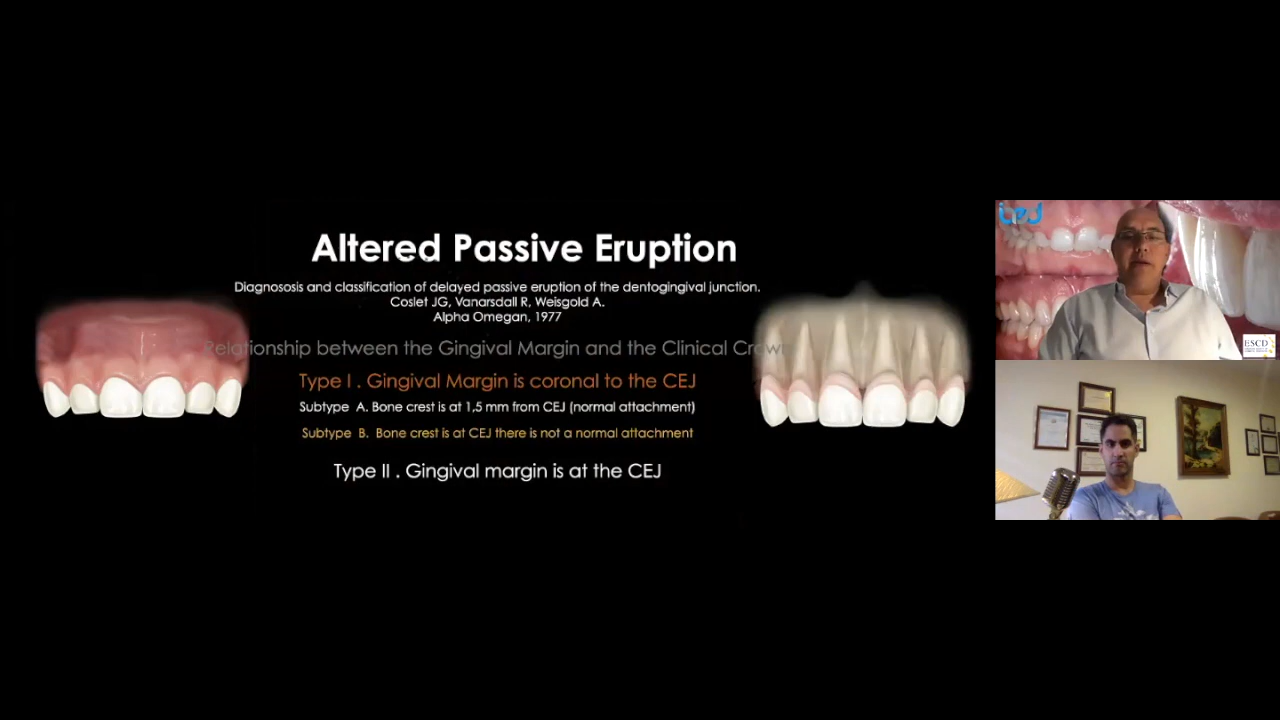 Altered Passive Eruption
Diagnososis and classification of delayed passive eruption of the dentogingival junction.
Coslet JG, Vanarsdall R, Weisgold A.
Alpha Omegan, 1977
Relationship between the Gingival Margin and the Clinical Crown
Type I . Gingival Margin is coronal to the CEJ
Subtype A. Bone crest is at 1,5 mm from CEJ (normal attachment)
Subtype B. Bone crest is at CEJ there is not a normal attachment
Type II . Gingival margin is at the CEJ
ESCD